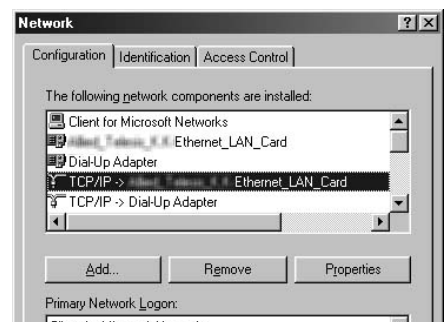 Network
Configuration
Identification
Access Control
The following network components are installed:
Client for Microsoft Networks
Ethernet_LAN_Card
Dial-Up Adapter
TCP/IP -> Ethernet_LAN_Card
TCP/IP -> Dial-Up Adapter
Add...
Remove
Properties
Primary Network Logon: